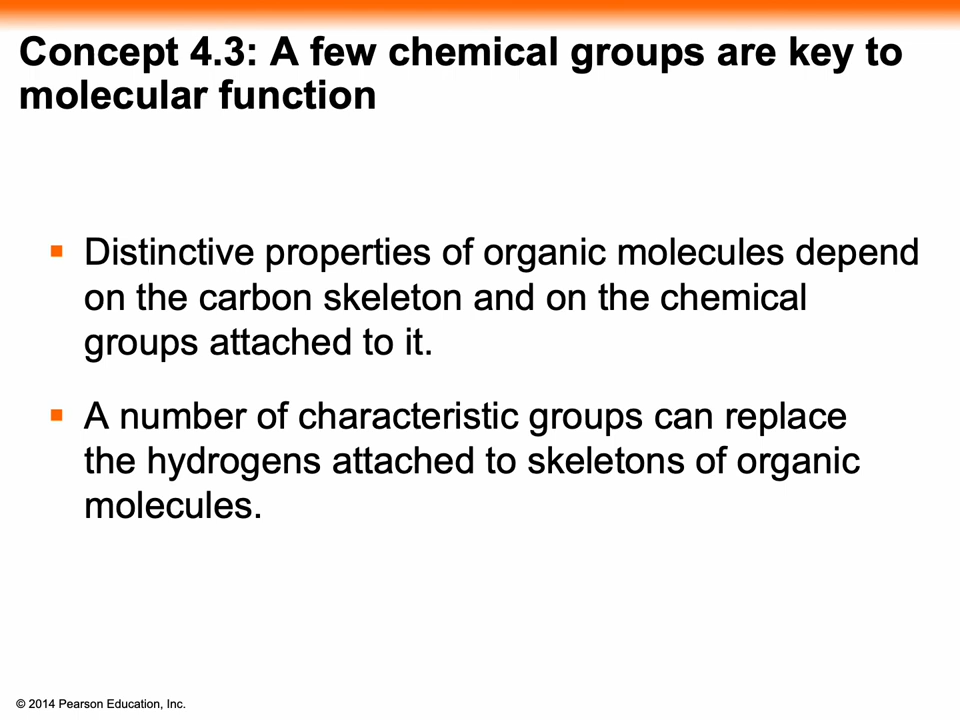 Concept 4.3: A few chemical groups are key to
molecular function
Distinctive properties of organic molecules depend
on the carbon skeleton and on the chemical
groups attached to it.
A number of characteristic groups can replace
the hydrogens attached to skeletons of organic
molecules.
© 2014 Pearson Education, Inc.